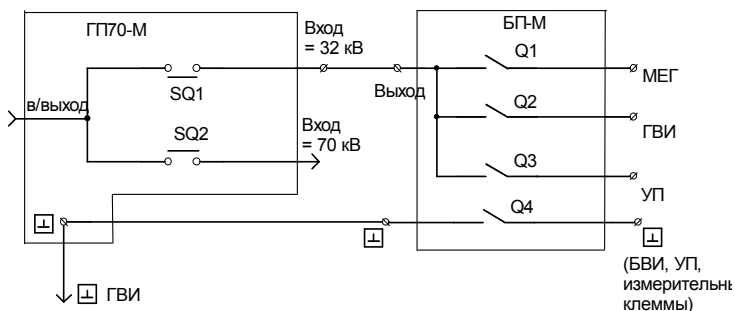 ГП70-М
Вход
= 32 кВ
БП-М
Q1
МЕГ
SQ1
Выход
в/выход
Q2
ГВИ
SQ2
Вход
= 70 кВ
Q3
УП
Q4
(БВИ, УП,
измерительны
клеммы)
ГВИ